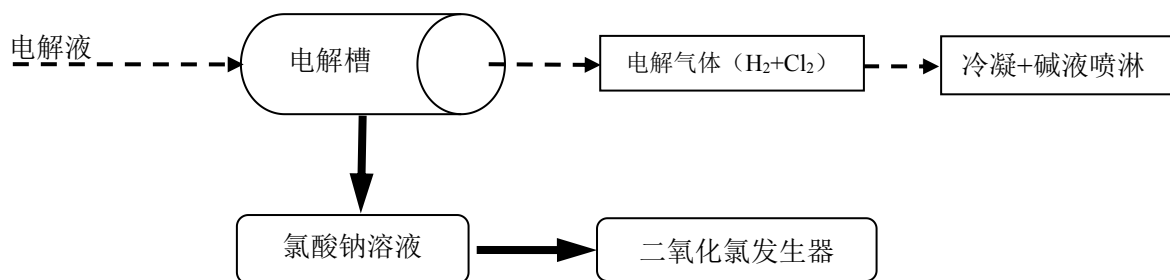 电解液
电解槽
电解气体（H₂+Cl₂）
冷凝+碱液喷淋
氯酸钠溶液
二氧化氯发生器